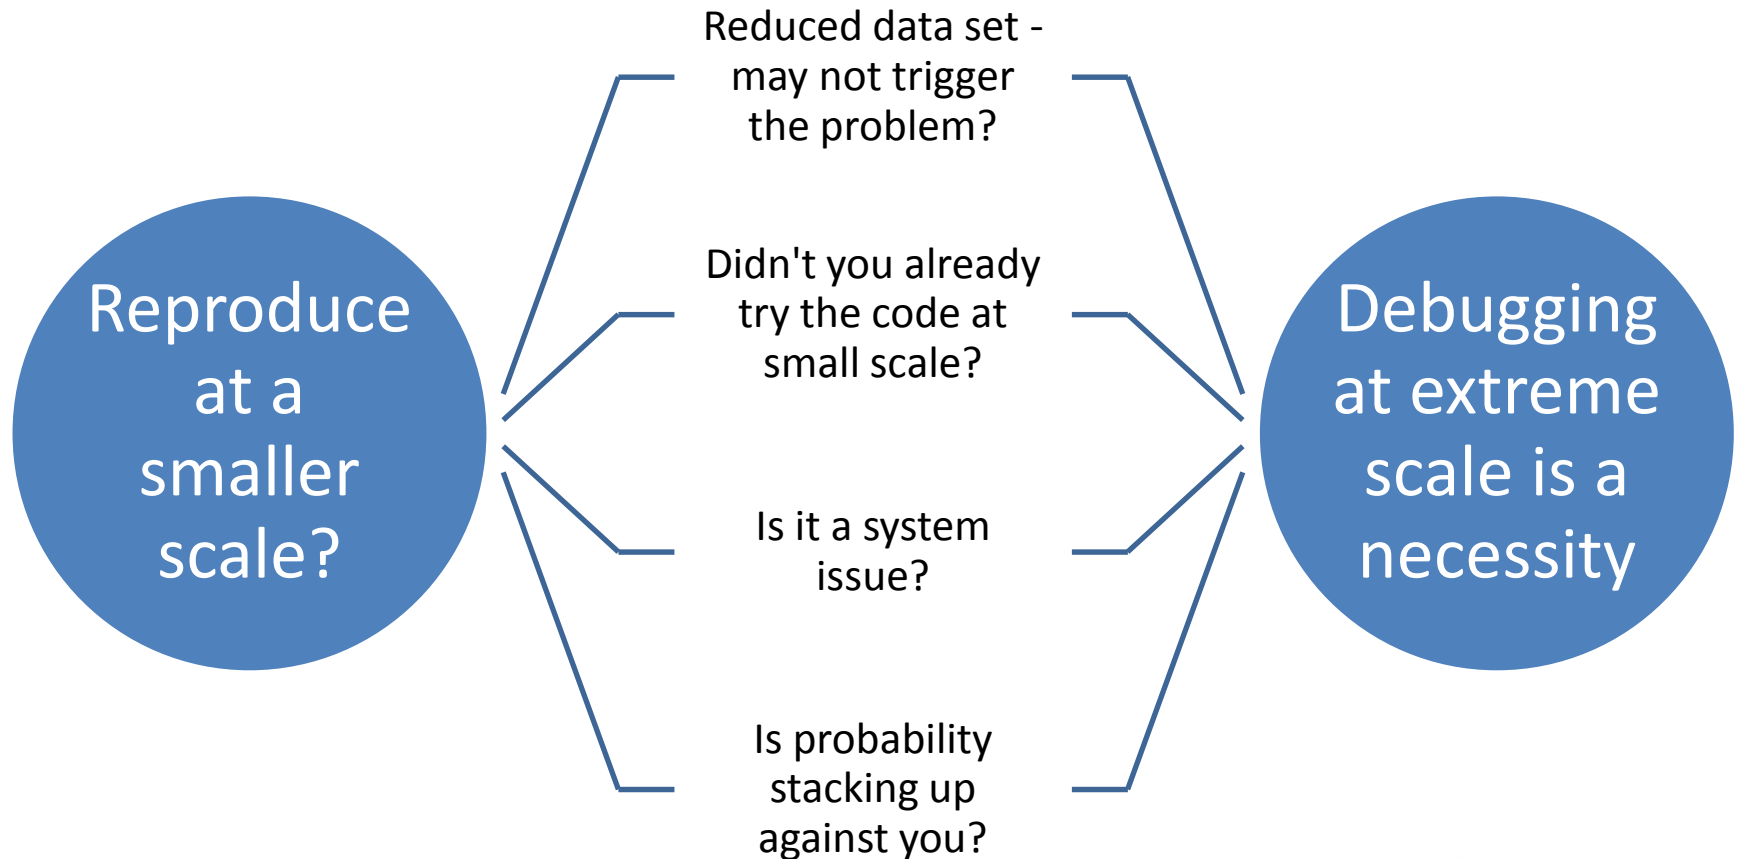 Reproduce
at a
smaller
scale?
Reduced data set -
may not trigger
the problem?
Didn't you already
try the code at
small scale?
Is it a system
issue?
Is probability
stacking up
against you?
Debugging
at extreme
scale is a
necessity